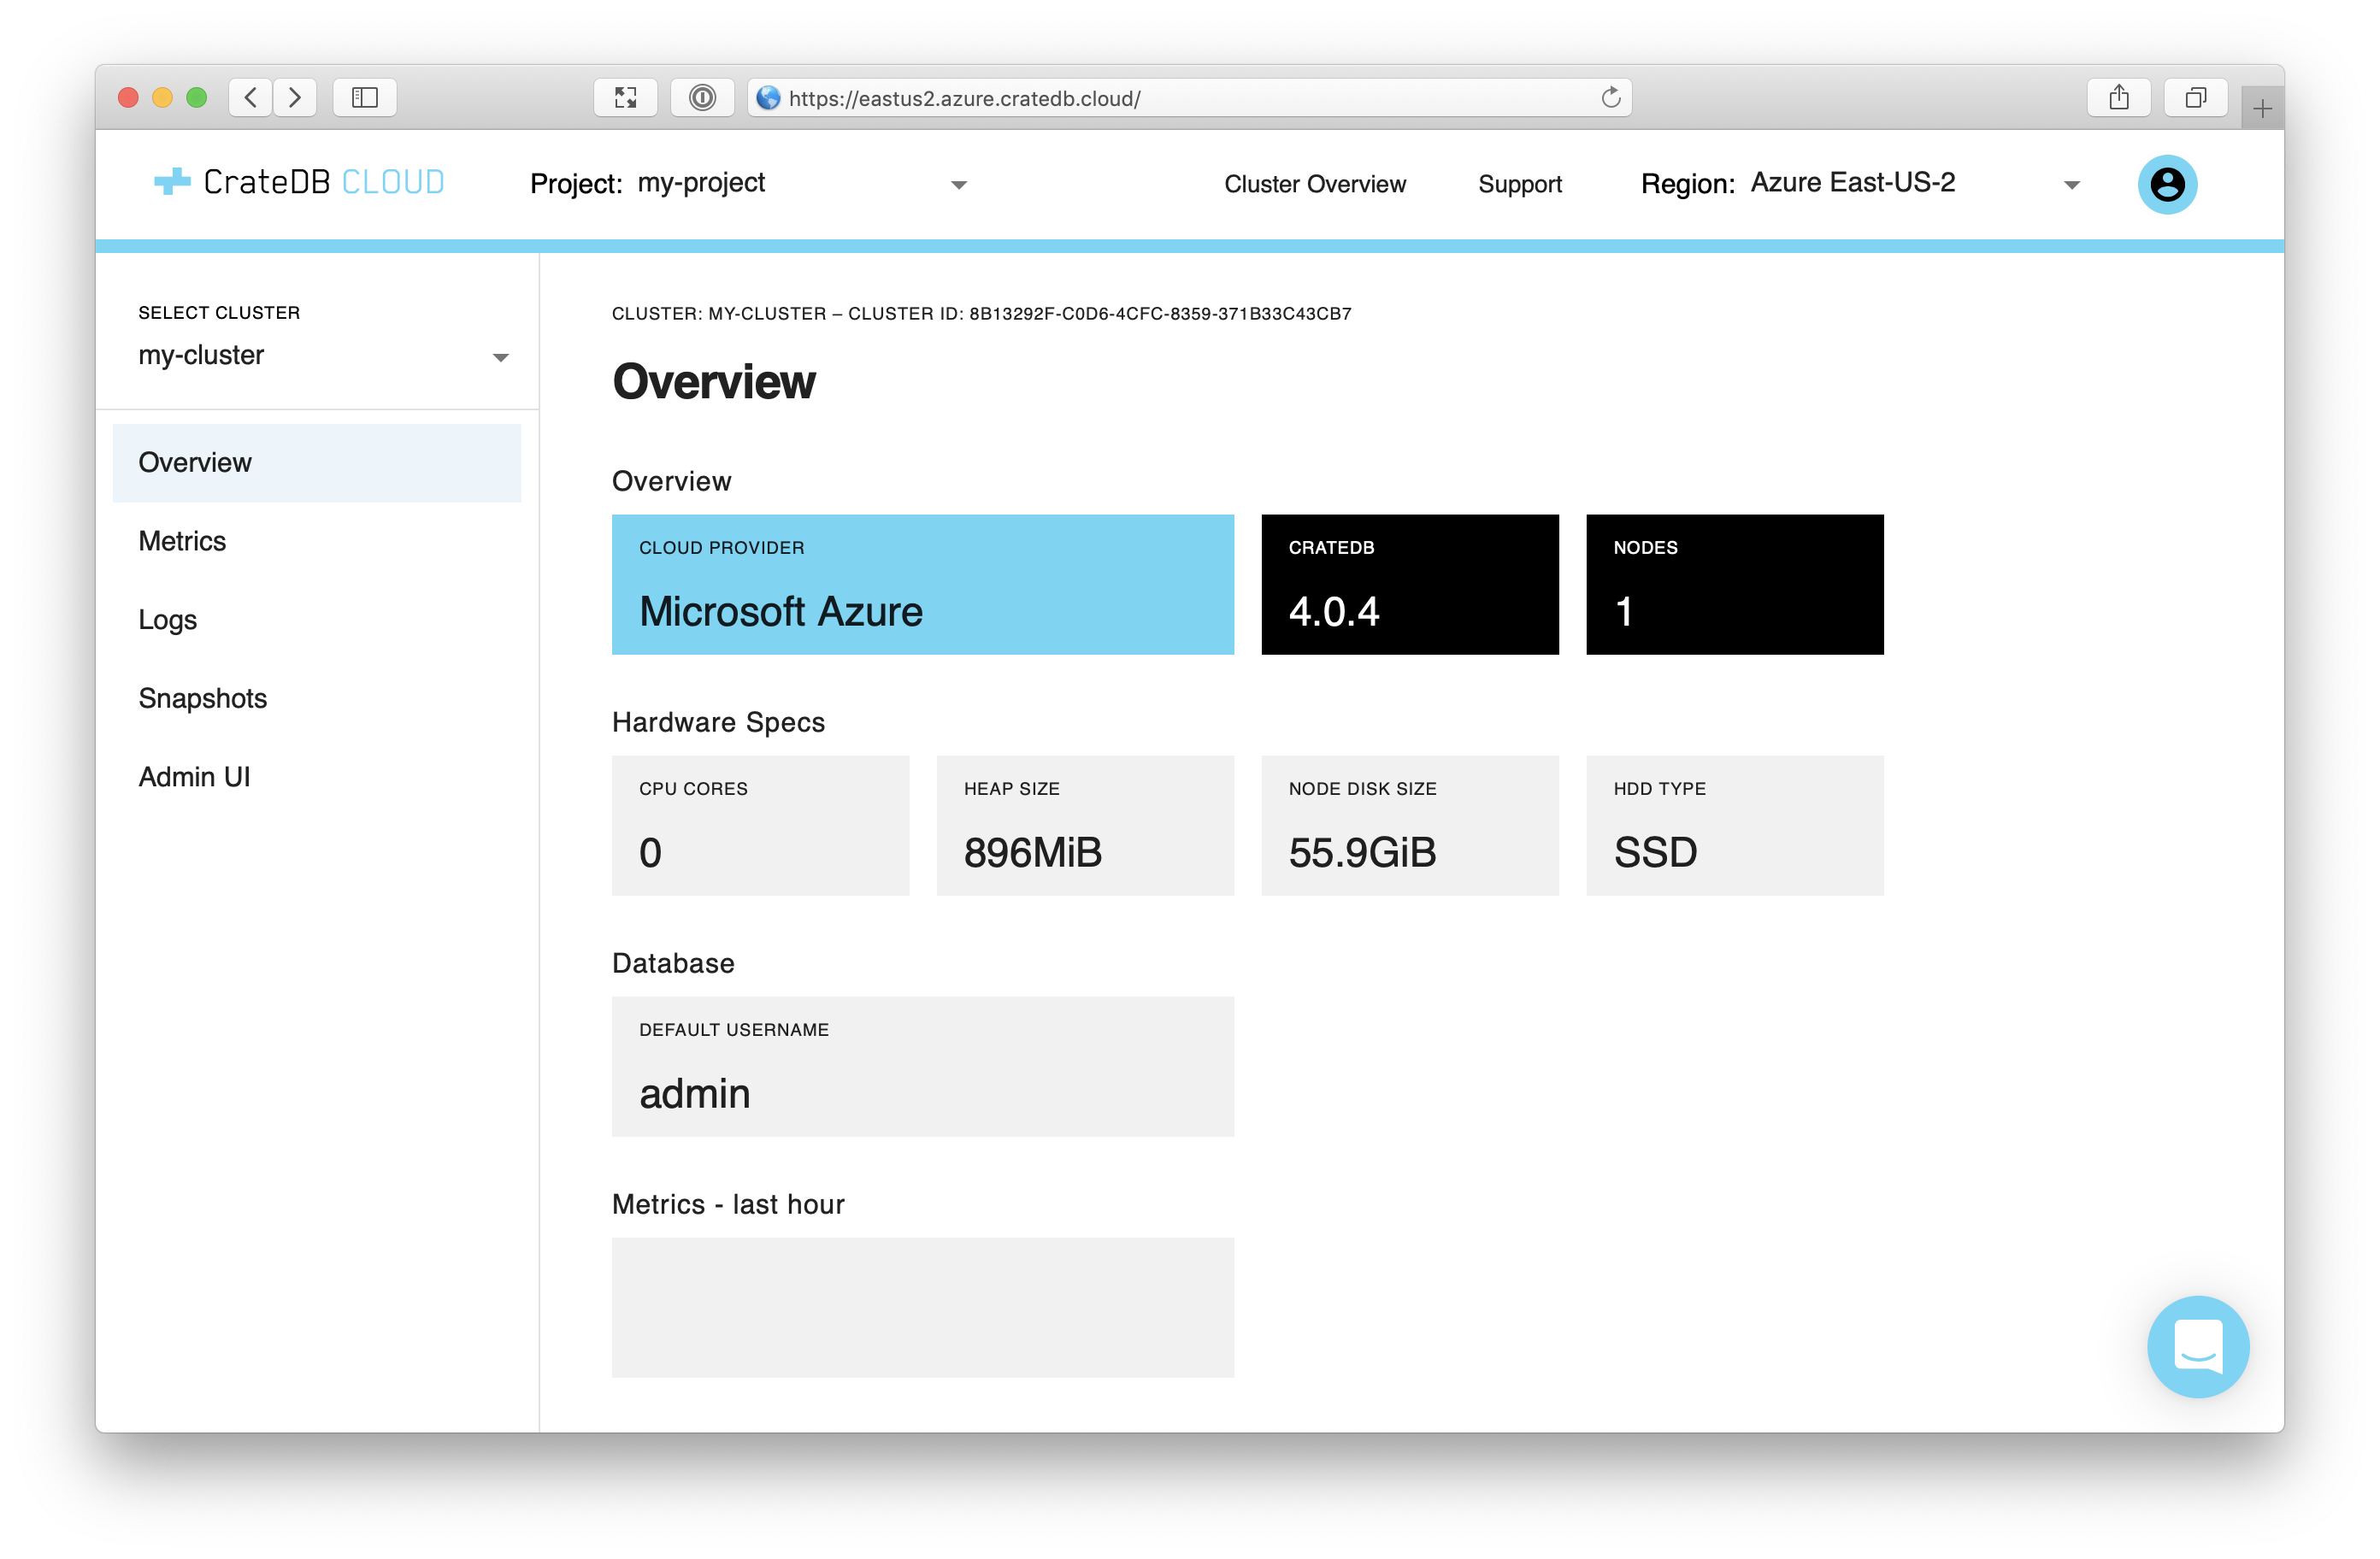 https://eastus2.azure.cratedb.cloud/
CrateDB CLOUD
Project: my-project
Cluster Overview
Support
Region: Azure East-US-2
SELECT CLUSTER
my-cluster
Overview
Metrics
Logs
Snapshots
Admin UI
CLUSTER: MY-CLUSTER – CLUSTER ID: 8B13292F-C0D6-4CFC-8359-371B33C43CB7
Overview
Overview
CLOUD PROVIDER
Microsoft Azure
CRATEDB
4.0.4
NODES
1
Hardware Specs
CPU CORES
0
HEAP SIZE
896MiB
NODE DISK SIZE
55.9GiB
HDD TYPE
SSD
Database
DEFAULT USERNAME
admin
Metrics - last hour